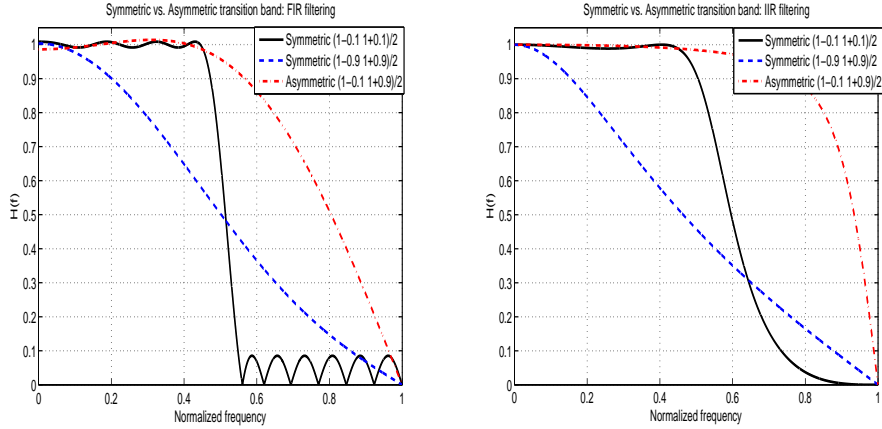 Symmetric vs. Asymmetric transition band: FIR filtering
1
0.9
0.8
0.7
0.6
0.5
0.4
0.3
0.2
0.1
0
H(f)
0
0.2
0.4
0.6
0.8
1
Normalized frequency
Symmetric (1−0.1 1+0.1)/2
Symmetric (1−0.9 1+0.9)/2
Asymmetric (1−0.1 1+0.9)/2
Symmetric vs. Asymmetric transition band: IIR filtering
1
0.9
0.8
0.7
0.6
0.5
0.4
0.3
0.2
0.1
0
H(f)
0
0.2
0.4
0.6
0.8
1
Normalized frequency
Symmetric (1−0.1 1+0.1)/2
Symmetric (1−0.9 1+0.9)/2
Asymmetric (1−0.1 1+0.9)/2